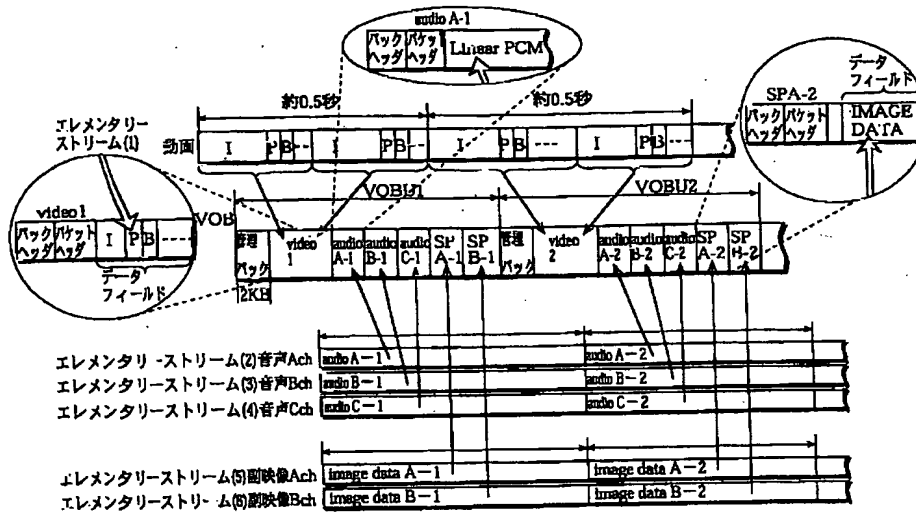 audio A-1
パック
ヘッダ
パケット
ヘッダ
Linear PCM
データ
フィールド
SPA-2
パック
ヘッダ
パケット
ヘッダ
IMAGE
DATA
約0.5秒
約0.5秒
エレメンタリー
ストリーム(1)
動画
I
P
B
----
I
P
B
----
I
P
B
----
I
P
B
----
VOBU1
VOBU2
video1
パック
ヘッダ
パケット
ヘッダ
I
P
B
-----
データ
フィールド
VOB
管理
パック
video
1
audio
A-1
audio
B-1
audio
C-1
SP
A-1
SP
B-1
管理
パック
video
2
audio
A-2
audio
B-2
audio
C-2
SP
A-2
SP
2KB
エレメンタリーストリーム(2)音声Ach
audio A-1
audio A-2
エレメンタリーストリーム(3)音声Bch
audio B-1
audio B-2
エレメンタリーストリーム(4)音声Cch
audio C-1
audio C-2
エレメンタリーストリーム(5)副映像Ach
image data A-1
image data A-2
エレメンタリーストリーム(6)副映像Bch
image data B-1
image data B-2